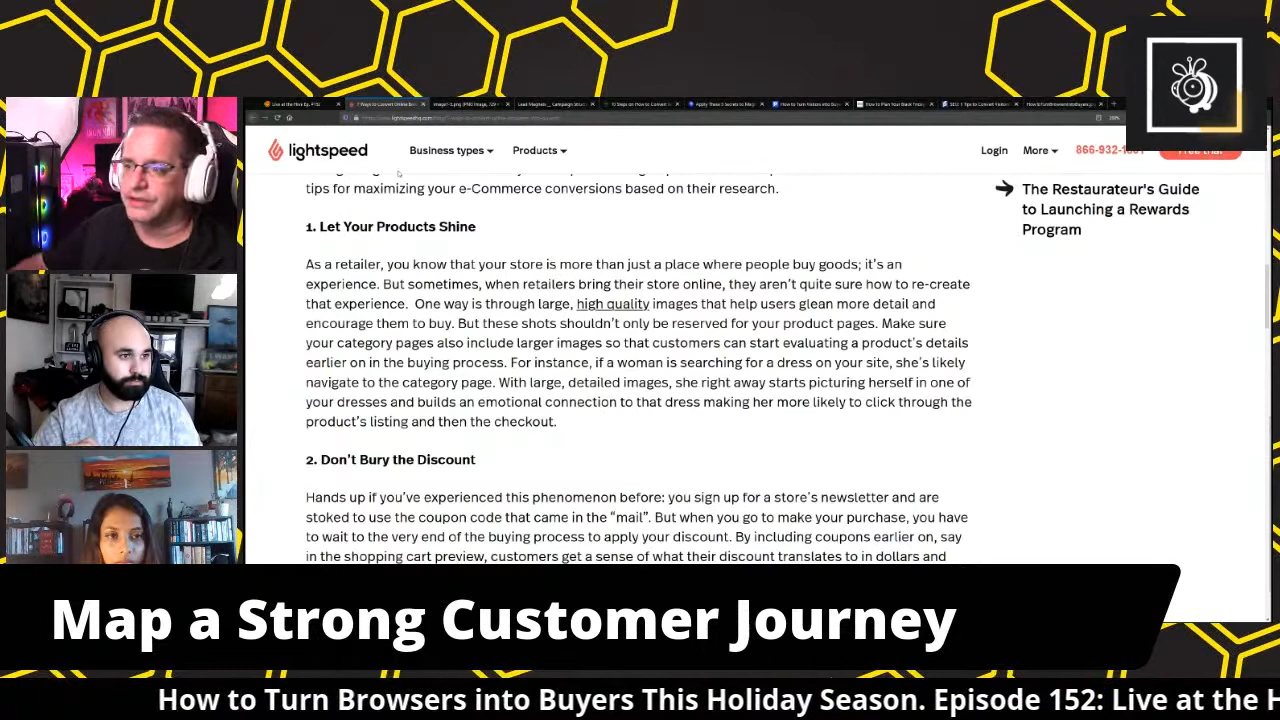 lightspeed
Business types
Products
Login
More
The Restaurateur's Guide
to Launching a Rewards
Program
tips for maximizing your e-Commerce conversions based on their research.
1. Let Your Products Shine
As a retailer, you know that your store is more than just a place where people buy goods; it's an
experience. But sometimes, when retailers bring their store online, they aren't quite sure how to re-create
that experience. One way is through large, high quality images that help users glean more detail and
encourage them to buy. But these shots shouldn't only be reserved for your product pages. Make sure
your category pages also include larger images so that customers can start evaluating a product's details
earlier on in the buying process. For instance, if a woman is searching for a dress on your site, she's likely
navigate to the category page. With large, detailed images, she right away starts picturing herself in one of
your dresses and builds an emotional connection to that dress making her more likely to click through the
product's listing and then the checkout.
2. Don't Bury the Discount
Hands up if you've experienced this phenomenon before: you sign up for a store's newsletter and are
stoked to use the coupon code that came in the “mail”. But when you go to make your purchase, you have
to wait to the very end of the buying process to apply your discount. By including coupons earlier on, say
in the shopping cart preview, customers get a sense of what their discount translates to in dollars and
Map a Strong Customer Journey
How to Turn Browsers into Buyers This Holiday Season. Episode 152: Live at the H